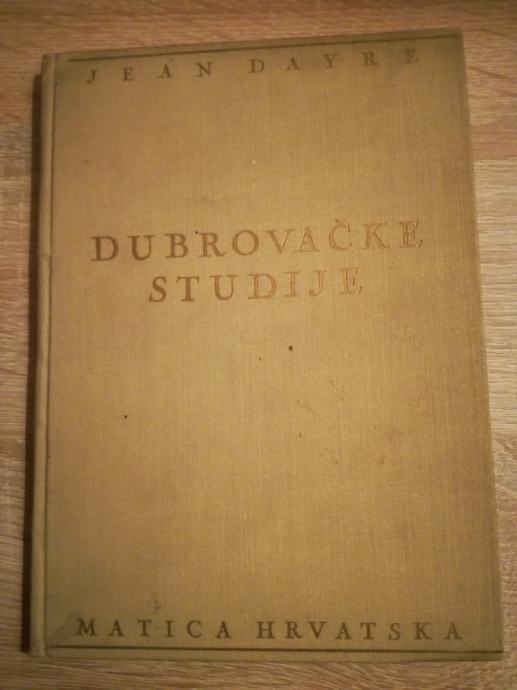 JEAN DAYRE
DUBROVAČKE
STUDIJE
MATICA HRVATSKA